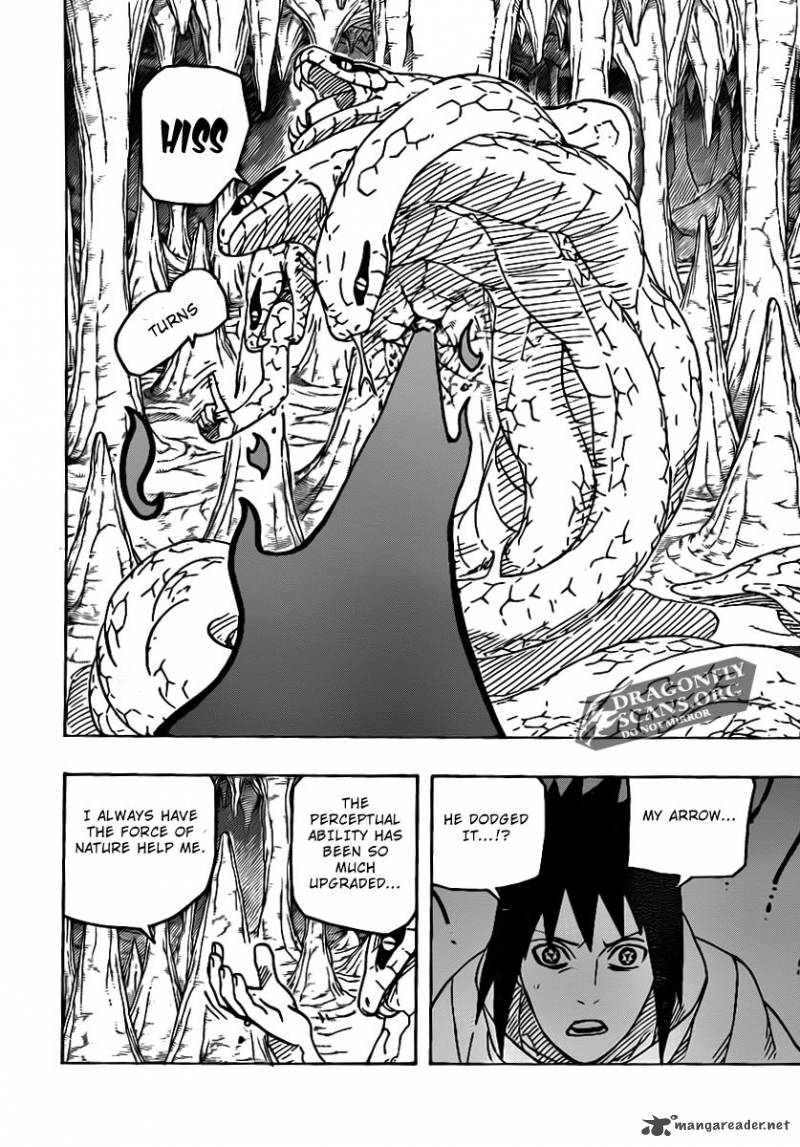 HISS
TURNS
DRAGONFLY
SCANS.ORG
DO NOT MIRROR
MY ARROW...
HE DODGED
IT...!?
THE
PERCEPTUAL
ABILITY HAS
BEEN SO
MUCH
UPGRADED...
I ALWAYS HAVE
THE FORCE OF
NATURE HELP ME.
mangareader.net